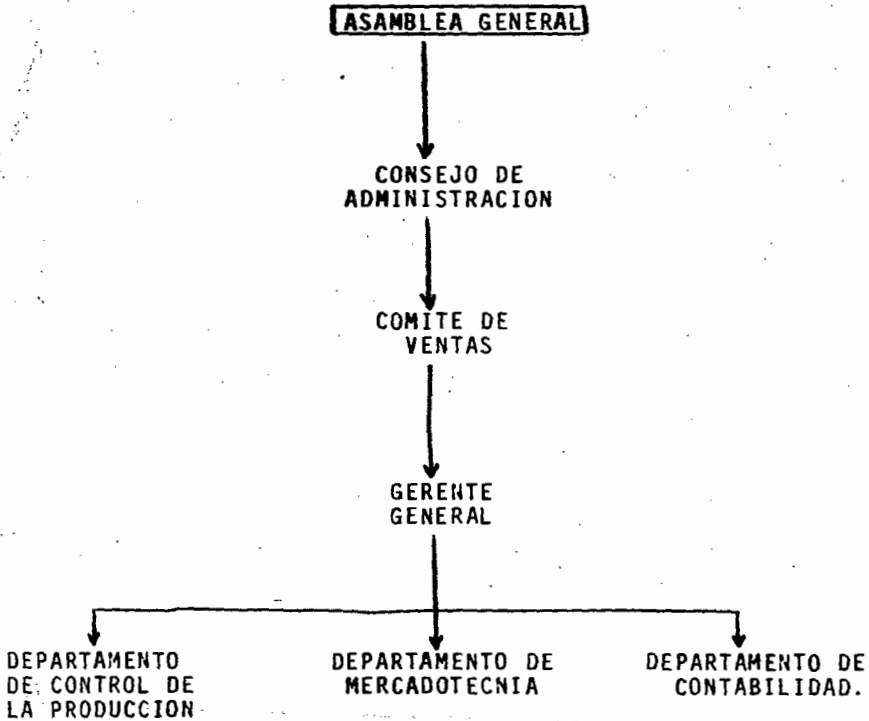 ASAMBLEA GENERAL
CONSEJO DE
ADMINISTRACION
COMITE DE
VENTAS
GERENTE
GENERAL
DEPARTAMENTO
DE CONTROL DE
LA PRODUCCION
DEPARTAMENTO DE
MERCADOTECNIA
DEPARTAMENTO DE
CONTABILIDAD.